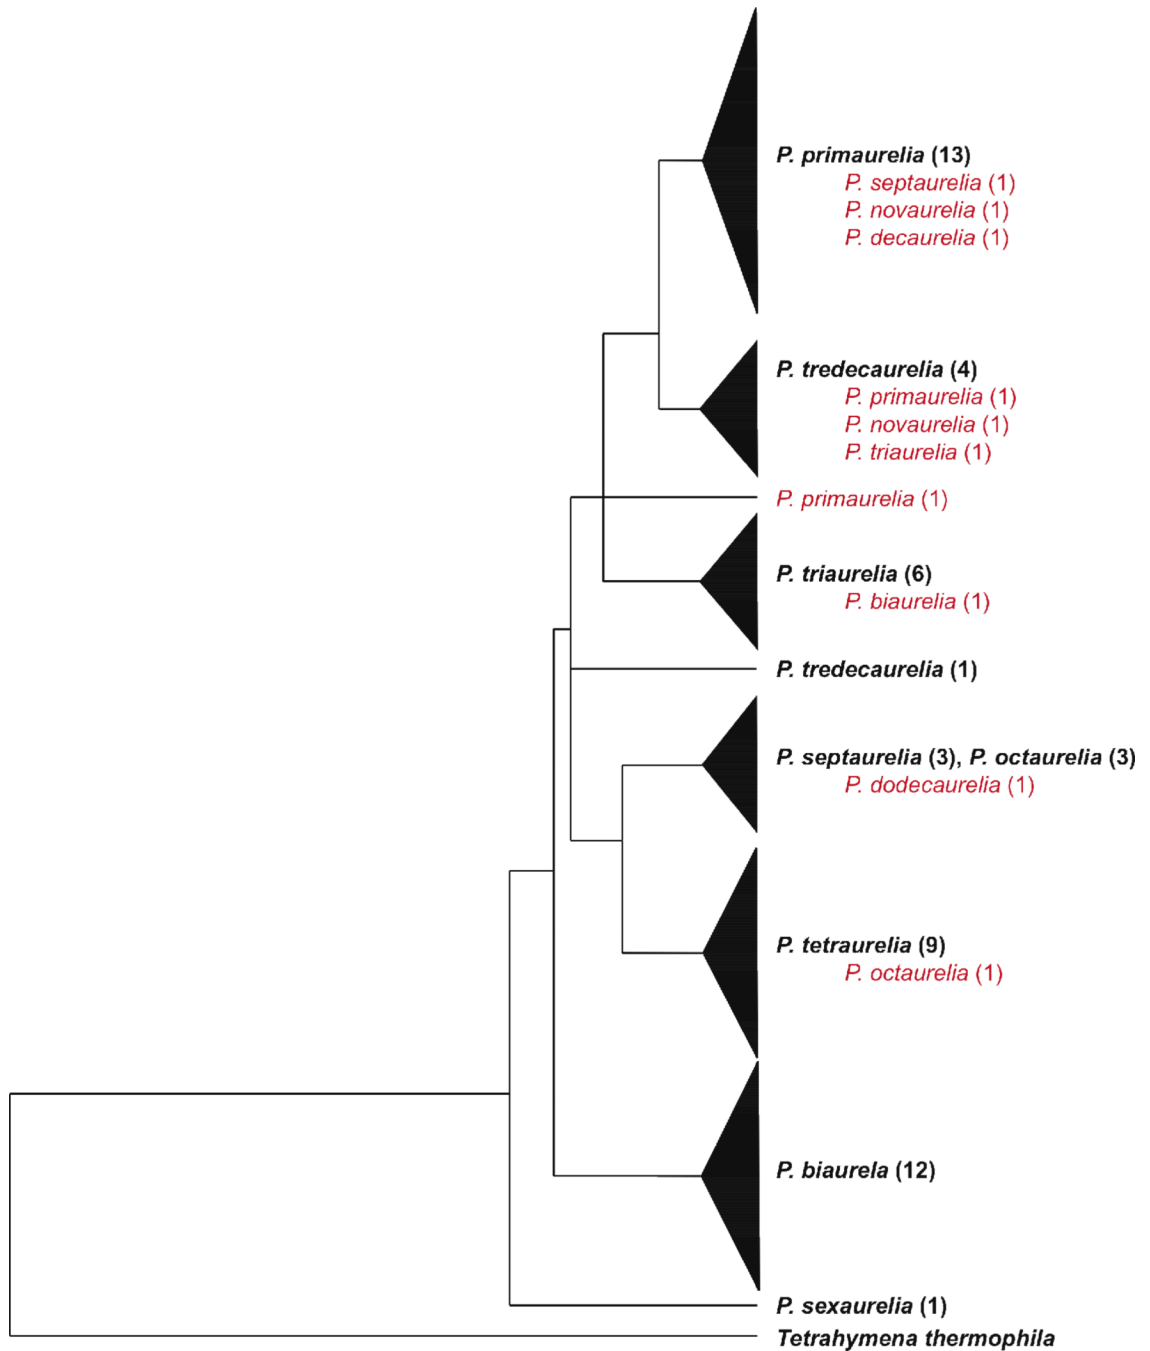 P. primaurelia (13)
P. septaurelia (1)
P. novaurelia (1)
P. decaurelia (1)
P. tredecaurelia (4)
P. primaurelia (1)
P. novaurelia (1)
P. triaurelia (1)
P. primaurelia (1)
P. triaurelia (6)
P. biaurelia (1)
P. tredecaurelia (1)
P. septaurelia (3), P. octaurelia (3)
P. dodecaurelia (1)
P. tetraurelia (9)
P. octaurelia (1)
P. biaurela (12)
P. sexaurelia (1)
Tetrahymena thermophila